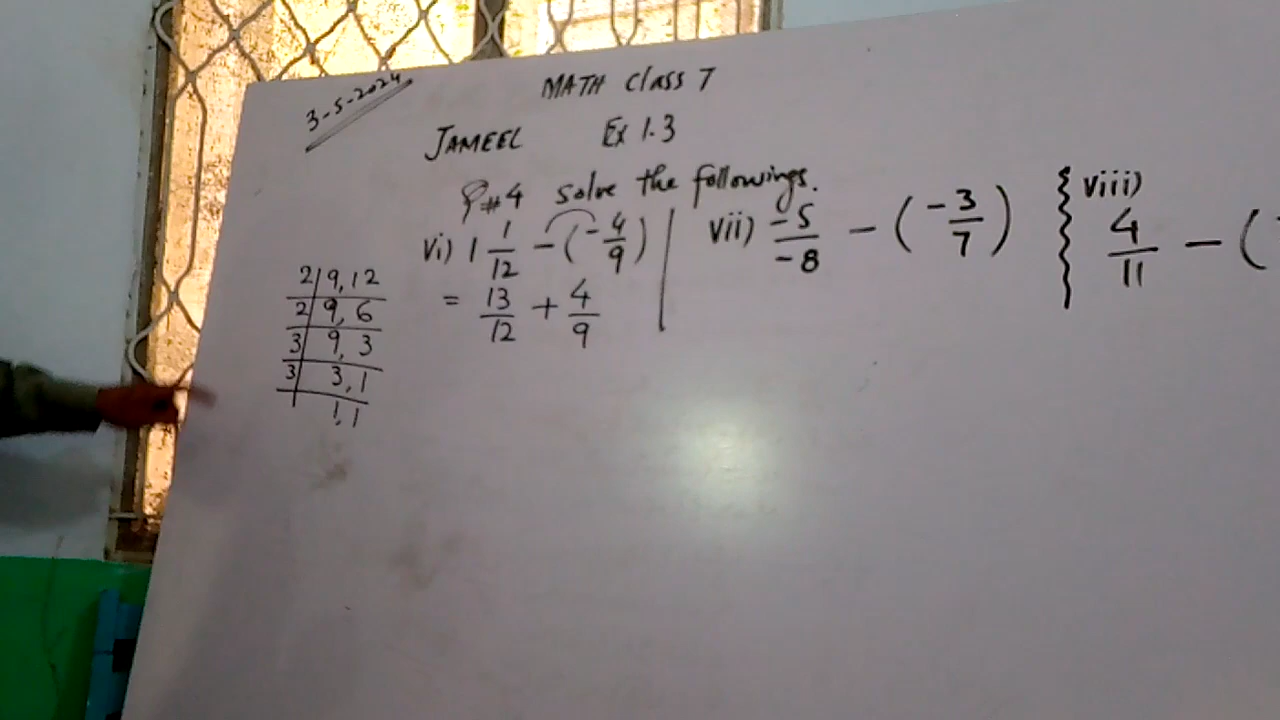 3-5-2024
MATH Class 7
JAMEEL Ex 1.3
Q#4 Solve the followings.
vi) 1 1/12 - (-4/9)
= 13/12 + 4/9
2 | 9, 12
2 | 9, 6
3 | 9, 3
3 | 3, 1
1, 1
vii) -5/-8 - (-3/7)
viii)
4/11 - (